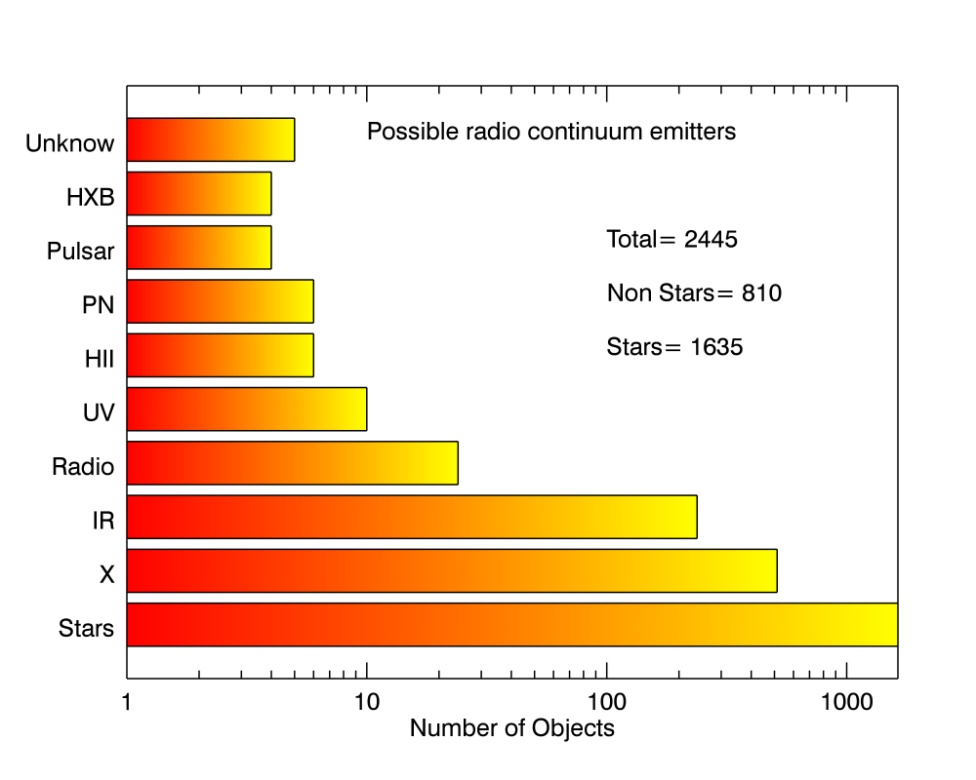 Possible radio continuum emitters
Unknow
HXB
Pulsar
Total= 2445
PN
Non Stars= 810
HII
Stars= 1635
UV
Radio
IR
X
Stars
1 10 100 1000
Number of Objects